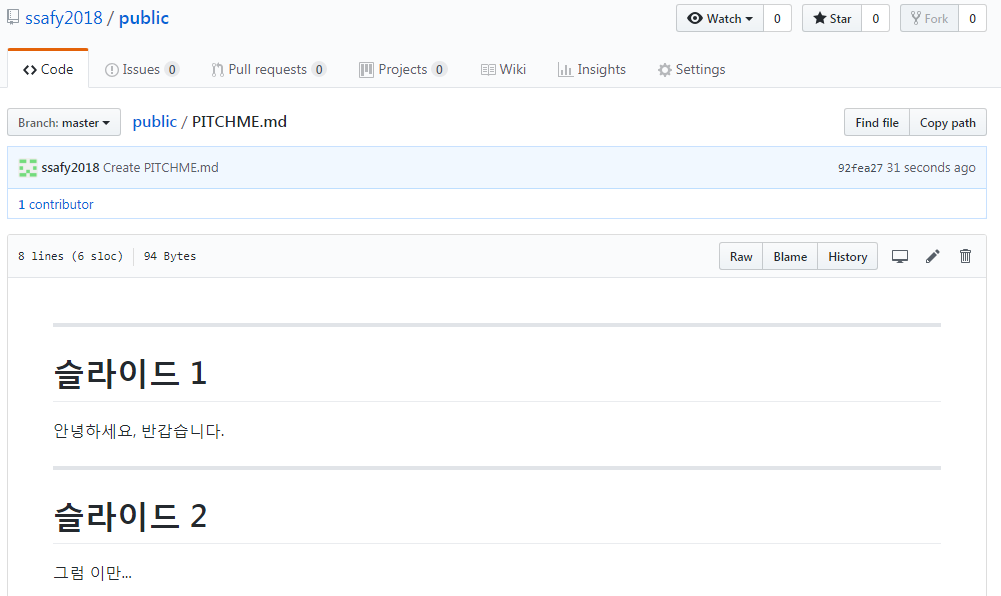 ssafy2018 / public
Watch 0 Star 0 Fork 0
Code Issues 0 Pull requests 0 Projects 0 Wiki Insights Settings
Branch: master public / PITCHME.md Find file Copy path
ssafy2018 Create PITCHME.md 92fea27 31 seconds ago
1 contributor
8 lines (6 sloc) 94 Bytes Raw Blame History
슬라이드 1
안녕하세요, 반갑습니다.
슬라이드 2
그럼 이만...